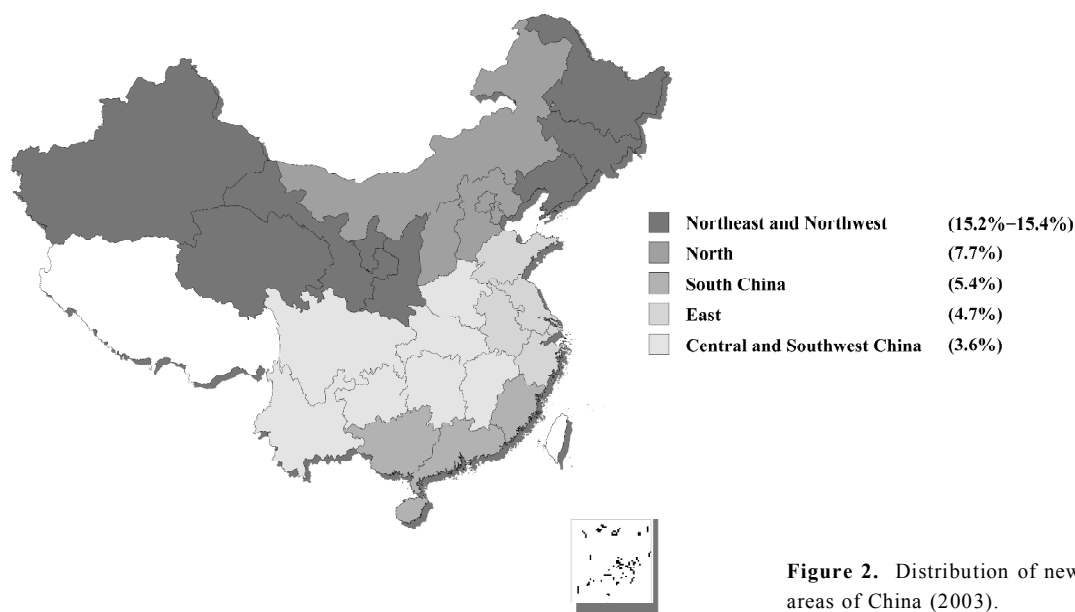 Northeast and Northwest (15.2%−15.4%)
North (7.7%)
South China (5.4%)
East (4.7%)
Central and Southwest China (3.6%)
Figure 2. Distribution of new
areas of China (2003).